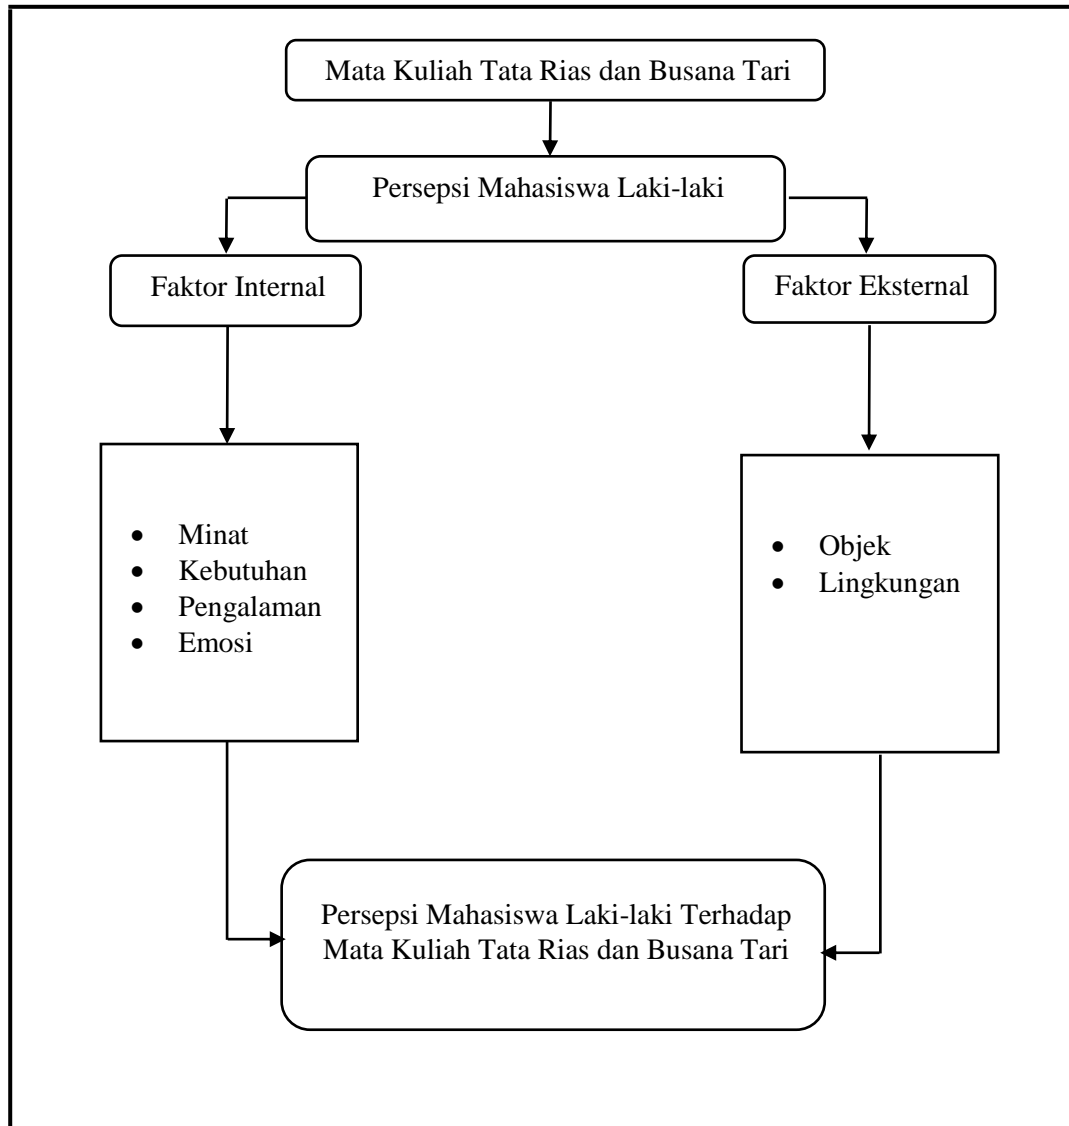 Mata Kuliah Tata Rias dan Busana Tari
Persepsi Mahasiswa Laki-laki
Faktor Internal
Faktor Eksternal
• Minat
• Kebutuhan
• Pengalaman
• Emosi
• Objek
• Lingkungan
Persepsi Mahasiswa Laki-laki Terhadap
Mata Kuliah Tata Rias dan Busana Tari